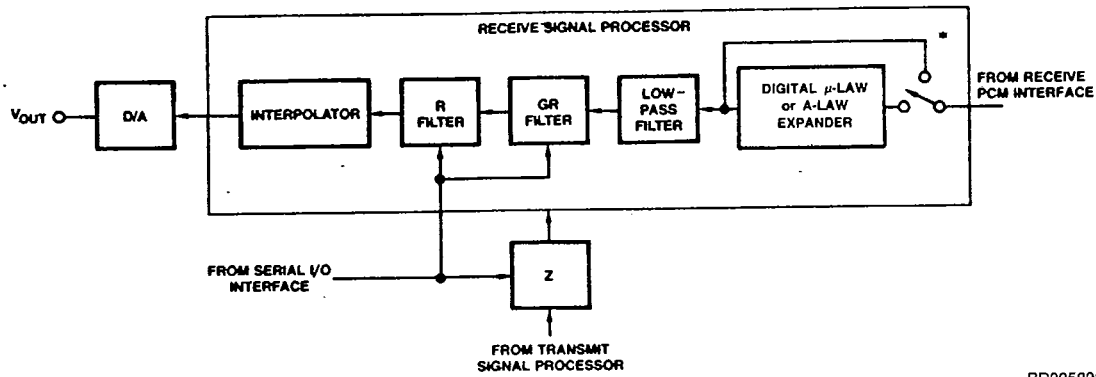 RECEIVE SIGNAL PROCESSOR
*
FROM RECEIVE
PCM INTERFACE
DIGITAL μ-LAW
or A-LAW
EXPANDER
LOW-
PASS
FILTER
GR
FILTER
R
FILTER
INTERPOLATOR
D/A
VOUT
FROM SERIAL I/O
INTERFACE
Z
FROM TRANSMIT
SIGNAL PROCESSOR